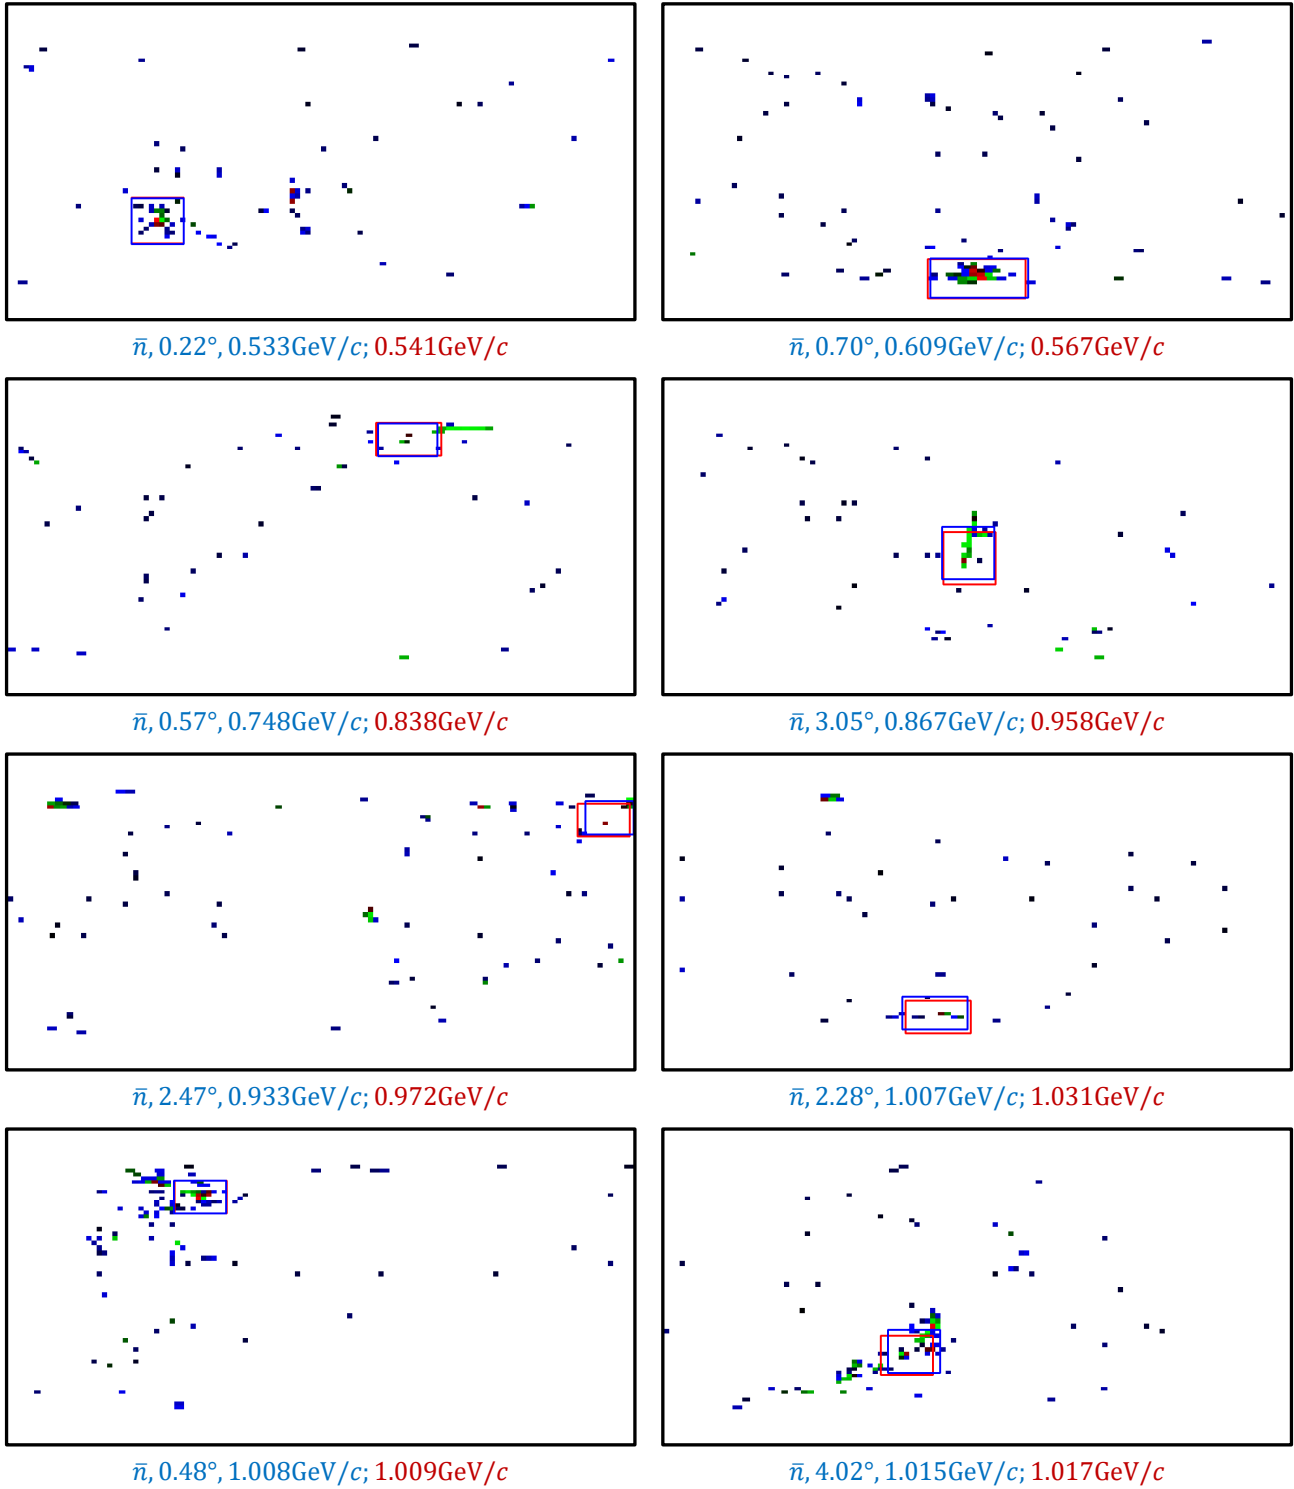 n̄, 0.22°, 0.533GeV/c; 0.541GeV/c
n̄, 0.70°, 0.609GeV/c; 0.567GeV/c
n̄, 0.57°, 0.748GeV/c; 0.838GeV/c
n̄, 3.05°, 0.867GeV/c; 0.958GeV/c
n̄, 2.47°, 0.933GeV/c; 0.972GeV/c
n̄, 2.28°, 1.007GeV/c; 1.031GeV/c
n̄, 0.48°, 1.008GeV/c; 1.009GeV/c
n̄, 4.02°, 1.015GeV/c; 1.017GeV/c